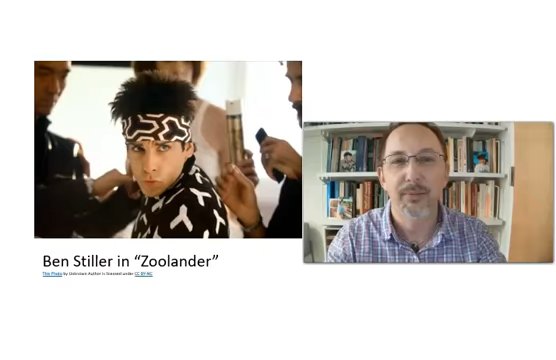 Ben Stiller in “Zoolander”
This Photo by Unknown Author is licensed under CC BY-NC